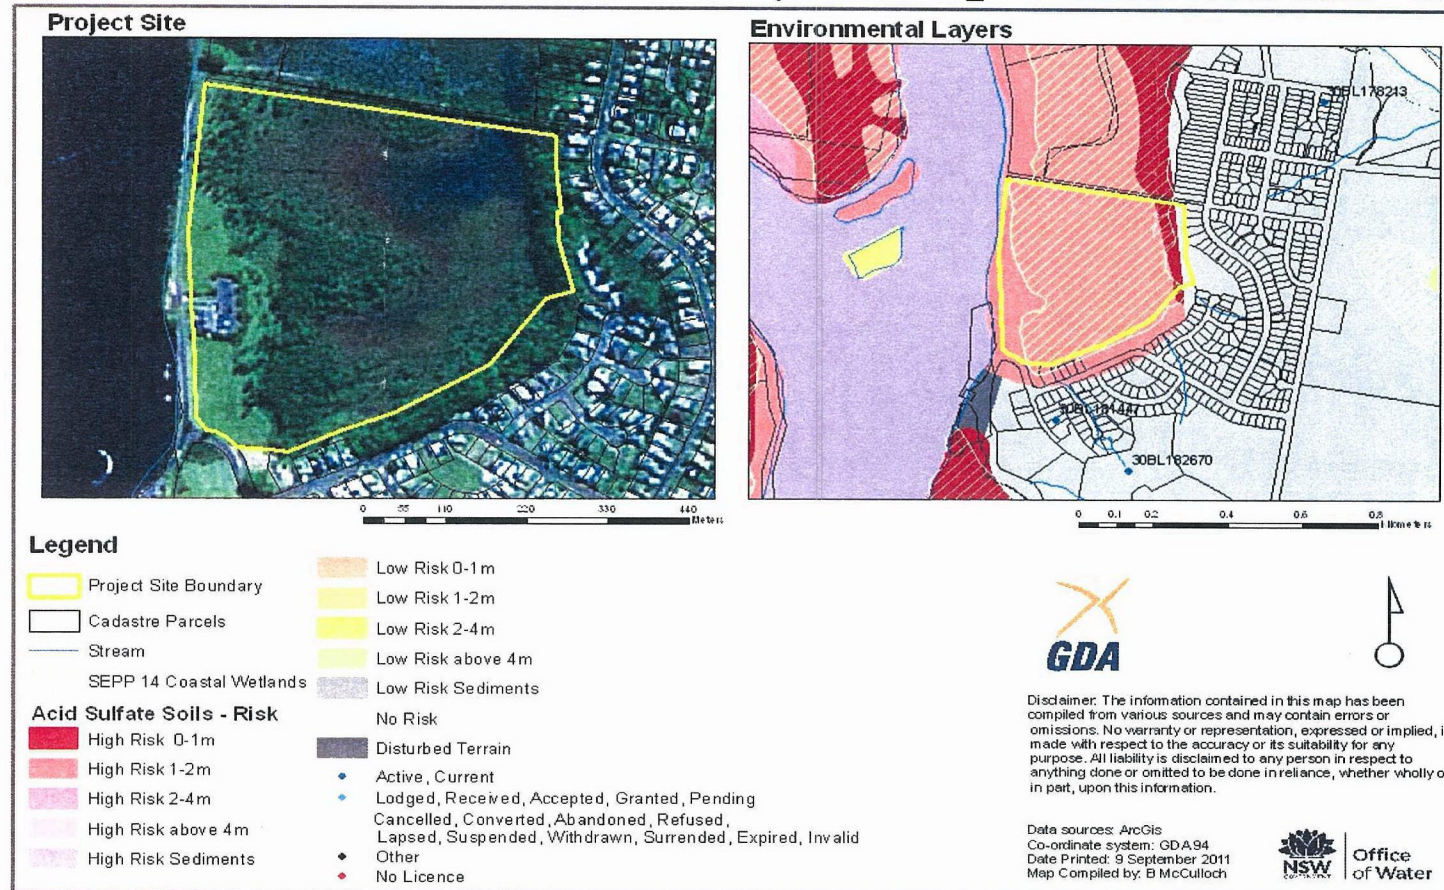 Project Site
Environmental Layers
30BL178213
30BL182670
0 55 110 220 330 440
Meters
0 0.1 0.2 0.4 0.6 0.8
Kilometers
Legend
Project Site Boundary
Cadastre Parcels
Stream
SEPP 14 Coastal Wetlands
Acid Sulfate Soils - Risk
High Risk 0-1m
High Risk 1-2m
High Risk 2-4m
High Risk above 4m
High Risk Sediments
Low Risk 0-1m
Low Risk 1-2m
Low Risk 2-4m
Low Risk above 4m
Low Risk Sediments
No Risk
Disturbed Terrain
Active, Current
Lodged, Received, Accepted, Granted, Pending
Cancelled, Converted, Abandoned, Refused,
Lapsed, Suspended, Withdrawn, Surrended, Expired, Invalid
Other
No Licence
GDA
Disclaimer: The information contained in this map has been
compiled from various sources and may contain errors or
omissions. No warranty or representation, expressed or implied, i
made with respect to the accuracy or its suitability for any
purpose. All liability is disclaimed to any person in respect to
anything done or omitted to be done in reliance, whether wholly o
in part, upon this information.
Data sources: ArcGis
Co-ordinate system: GDA94
Date Printed: 9 September 2011
Map Compiled by: B McCulloch
NSW
GOVERNMENT
Office
of Water